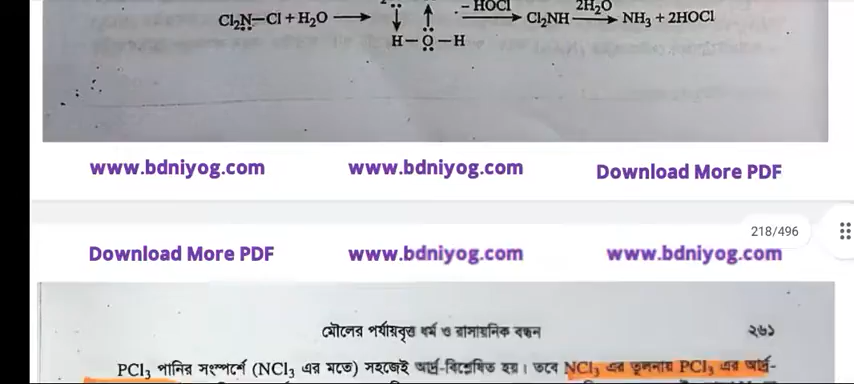 – HOCl 2H₂O
Cl₂N—Cl + H₂O ⟶ ↓ ↑ ⟶ Cl₂NH ⟶ NH₃ + 2HOCl
H—O—H
www.bdniyog.com www.bdniyog.com Download More PDF
218/496
Download More PDF www.bdniyog.com www.bdniyog.com
মৌলের পর্যায়বৃত্ত ধর্ম ও রাসায়নিক বন্ধন ২৬১
PCl₃ পানির সংস্পর্শে (NCl₃ এর মতো) সহজেই আর্দ্র-বিশ্লেষিত হয়। তবে NCl₃ এর তুলনায় PCl₃ এর আর্দ্র-